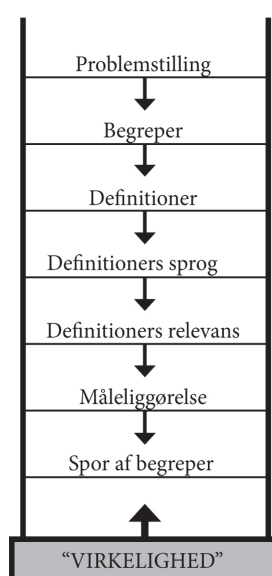 Problemstilling
Begreper
Definitioner
Definitioners sprog
Definitioners relevans
Måleliggørelse
Spor af begreper
“VIRKELIGHED”